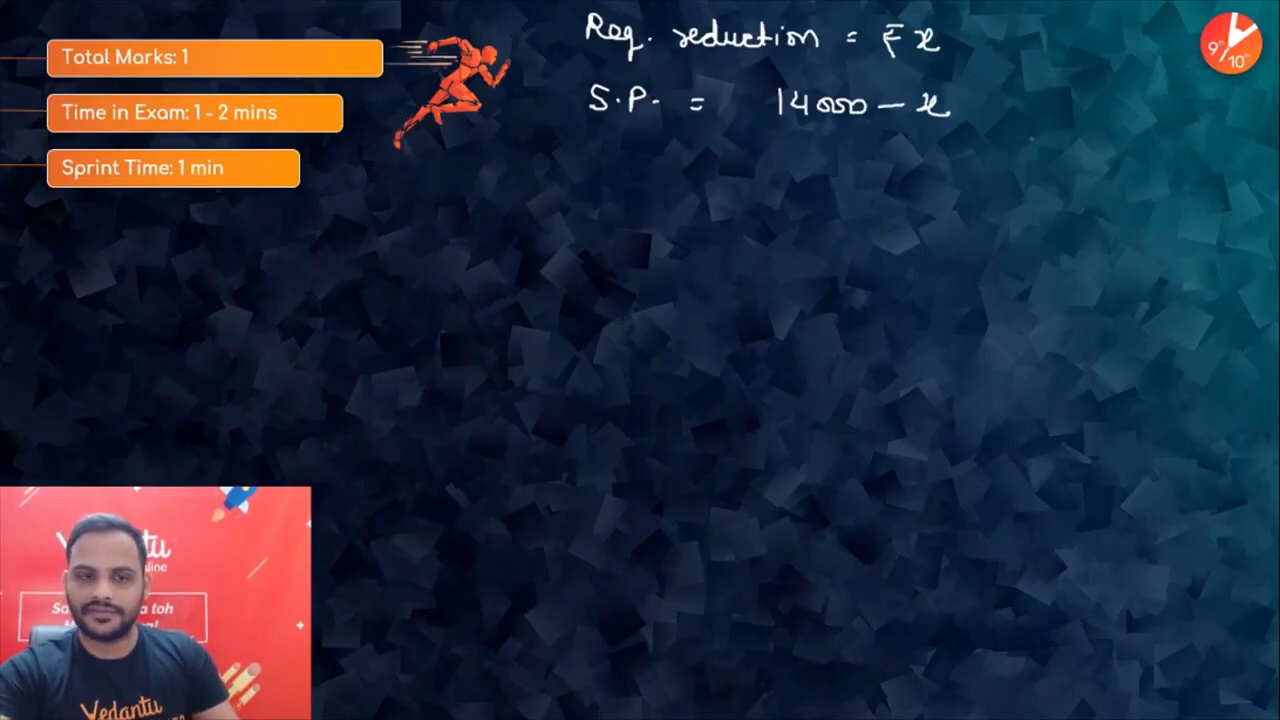 Total Marks: 1
Time in Exam: 1 - 2 mins
Sprint Time: 1 min
Req. reduction = ₹ x
S.P. = 14000 - x
9th/10th
Vedantu